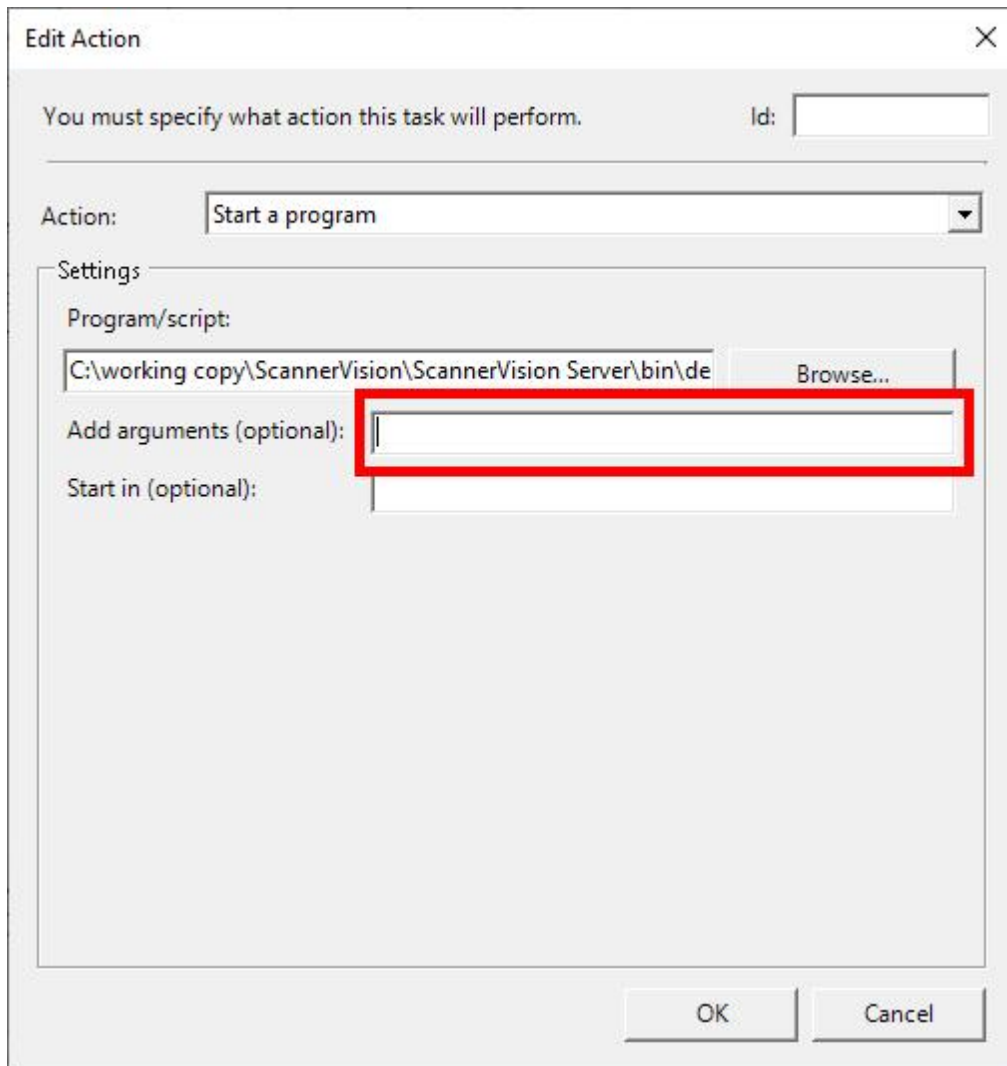 Edit Action
You must specify what action this task will perform. Id:
Action: Start a program
Settings
Program/script:
C:\working copy\ScannerVision\ScannerVision Server\bin\de Browse...
Add arguments (optional):
Start in (optional):
OK Cancel